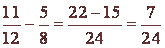 11/12 − 5/8 = (22 − 15)/24 = 7/24